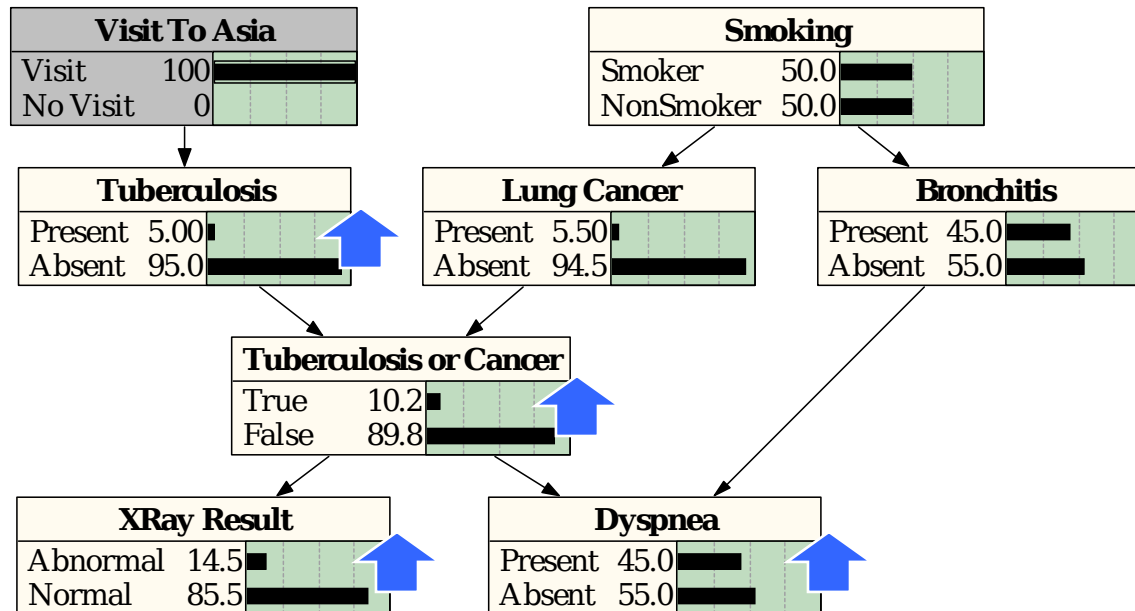 Visit To Asia
Visit 100
No Visit 0
Smoking
Smoker 50.0
NonSmoker 50.0
Tuberculosis
Present 5.00
Absent 95.0
Lung Cancer
Present 5.50
Absent 94.5
Bronchitis
Present 45.0
Absent 55.0
Tuberculosis or Cancer
True 10.2
False 89.8
XRay Result
Abnormal 14.5
Normal 85.5
Dyspnea
Present 45.0
Absent 55.0